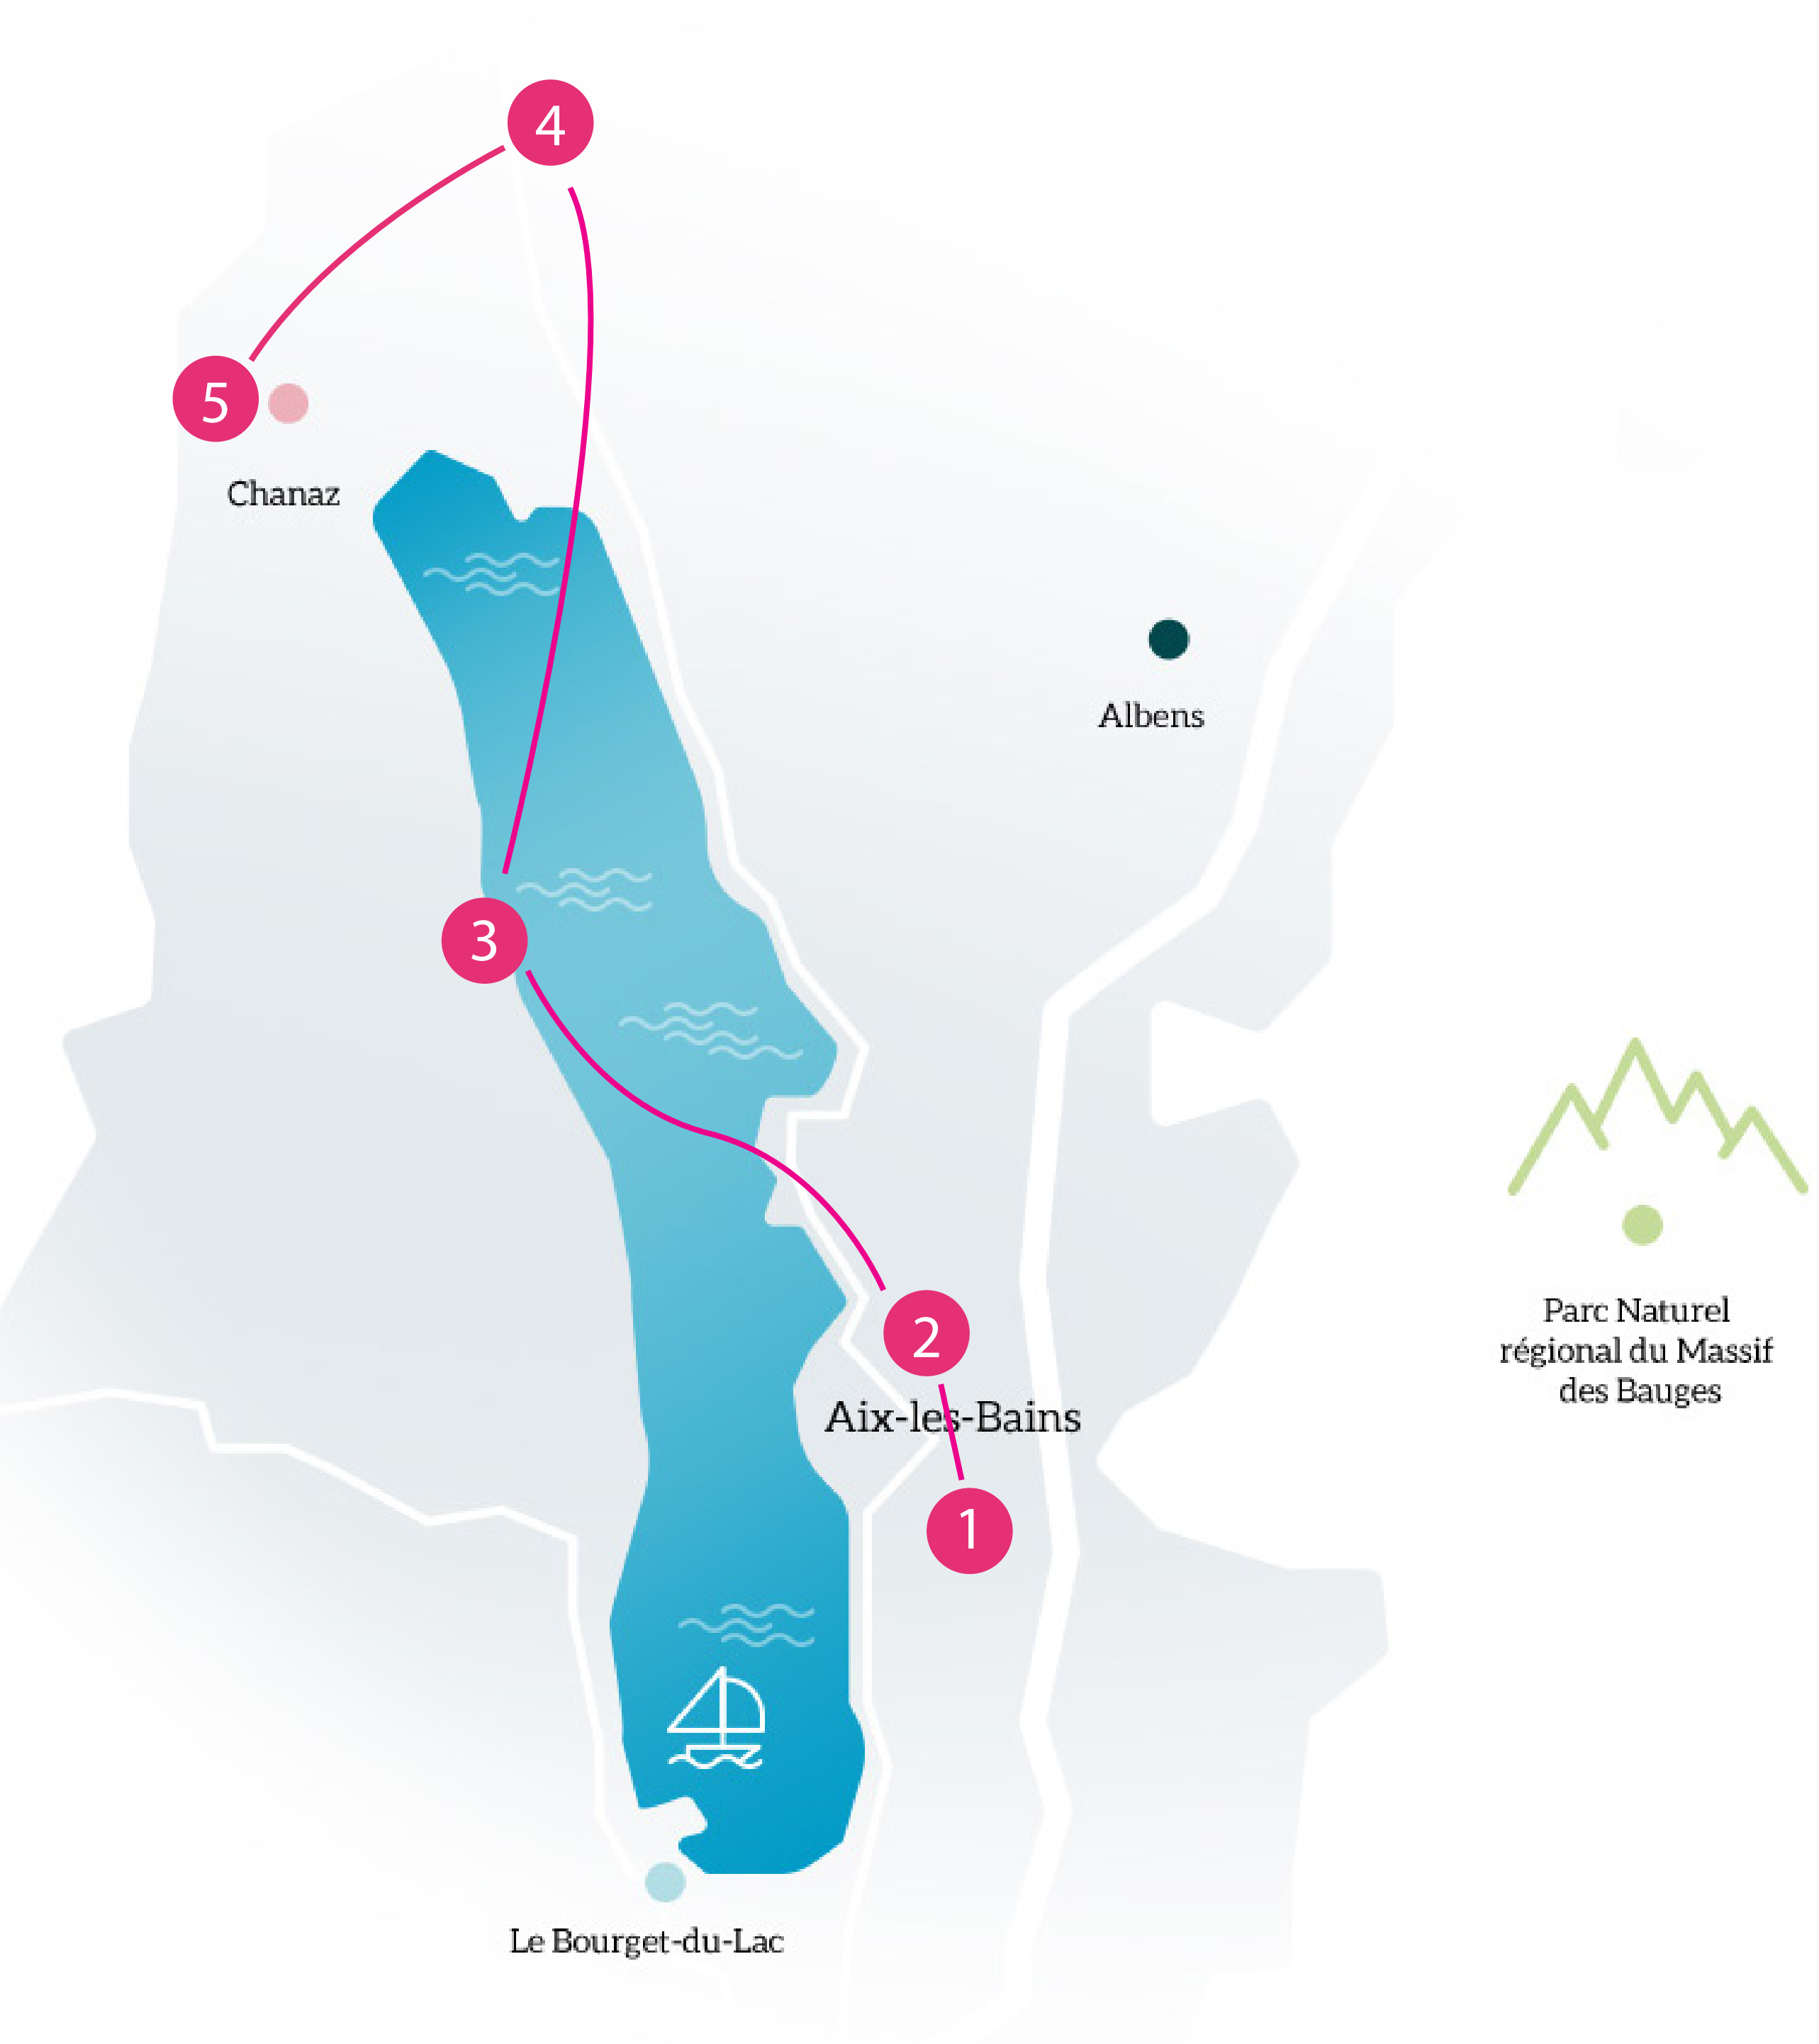 4
5
Chanaz
Albens
3
Parc Naturel
régional du Massif
des Bauges
2
Aix-les-Bains
1
Le Bourget-du-Lac